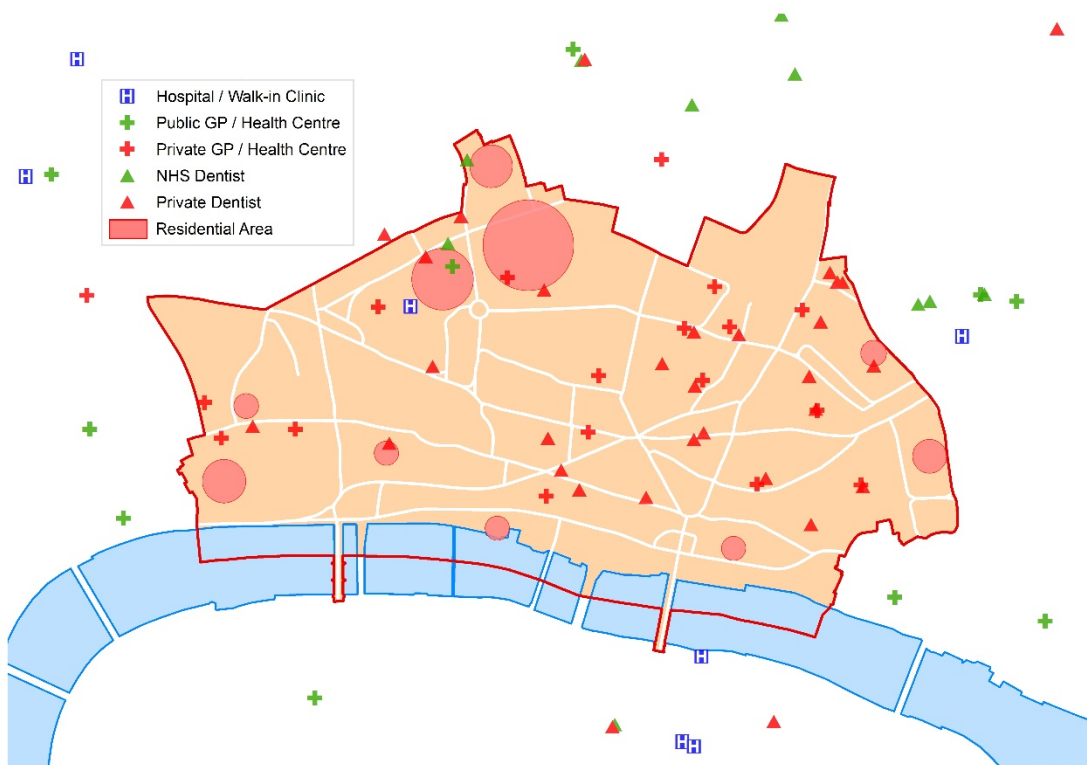 Hospital / Walk-in Clinic
Public GP / Health Centre
Private GP / Health Centre
NHS Dentist
Private Dentist
Residential Area
H
H
H
H
H
H
H
H